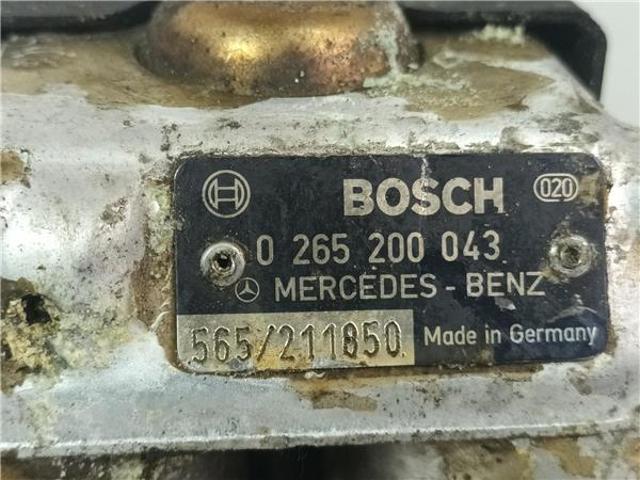 BOSCH 020
0 265 200 043
MERCEDES - BENZ
565/211850 Made in Germany